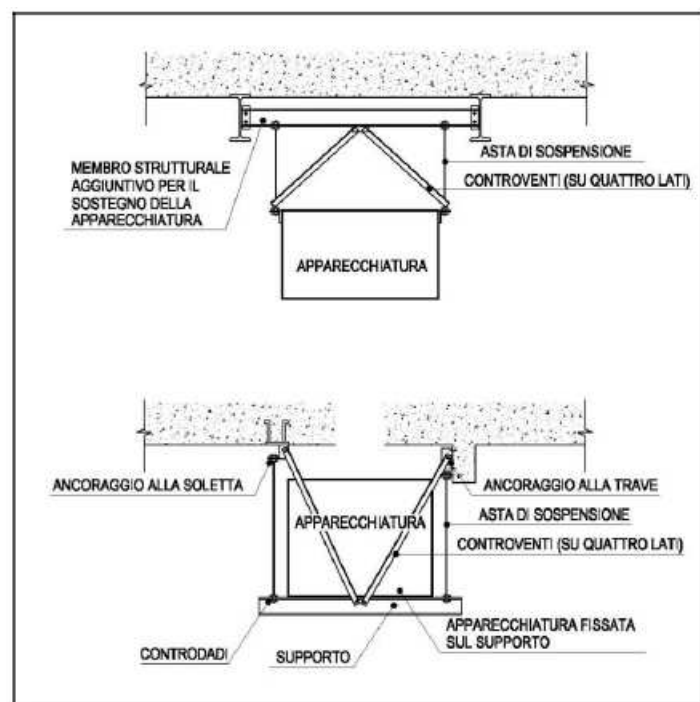 MEMBRO STRUTTURALE
AGGIUNTIVO PER IL
SOSTEGNO DELLA
APPARECCHIATURA
ASTA DI SOSPENSIONE
CONTROVENTI (SU QUATTRO LATI)
APPARECCHIATURA
ANCORAGGIO ALLA SOLETTA
ANCORAGGIO ALLA TRAVE
APPARECCHIATURA
ASTA DI SOSPENSIONE
CONTROVENTI (SU QUATTRO LATI)
APPARECCHIATURA FISSATA
SUL SUPPORTO
CONTRODADI
SUPPORTO